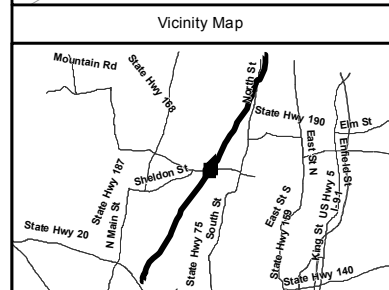 Vicinity Map
Mountain Rd
State Hwy 168
North St
State Hwy 190
Elm St
State Hwy 187
Sheldon St
East St N
Enfield St
US Hwy 5
I-91
N Main St
State Hwy 20
State Hwy 75
South St
East St S
State Hwy 159
King St
State Hwy 140